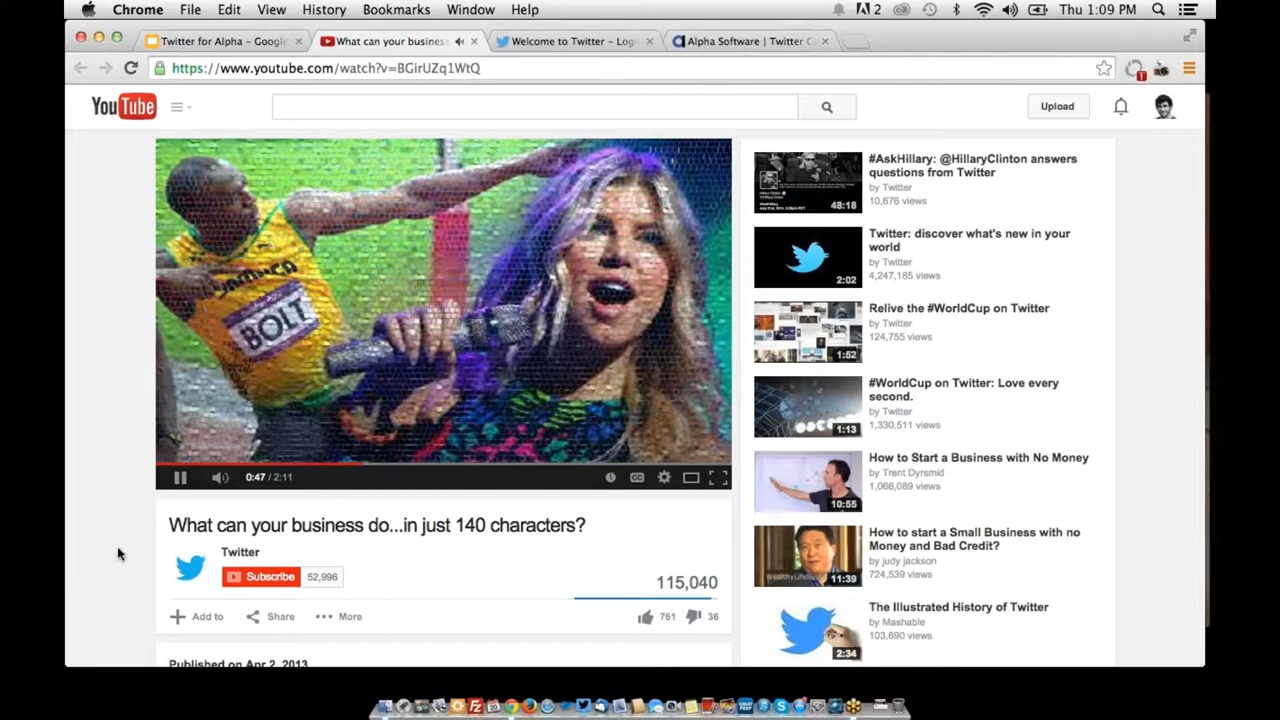 Chrome File Edit View History Bookmarks Window Help
2
Thu 1:09 PM
Twitter for Alpha - Google
What can your business
Welcome to Twitter - Logi
Alpha Software | Twitter C
https://www.youtube.com/watch?v=BGirUZq1WtQ
YouTube
Upload
BOLT
0:47 / 2:11
CC
What can your business do...in just 140 characters?
Twitter
Subscribe 52,996
115,040
Add to
Share
More
761
36
Published on Apr 2, 2013
48:18
#AskHillary: @HillaryClinton answers
questions from Twitter
by Twitter
10,676 views
2:02
Twitter: discover what's new in your
world
by Twitter
4,247,185 views
1:52
Relive the #WorldCup on Twitter
by Twitter
124,755 views
1:13
#WorldCup on Twitter: Love every
second.
by Twitter
1,330,511 views
10:55
How to Start a Business with No Money
by Trent Dyrsmid
1,066,089 views
11:39
How to start a Small Business with no
Money and Bad Credit?
by judy jackson
724,539 views
2:34
The Illustrated History of Twitter
by Mashable
103,690 views